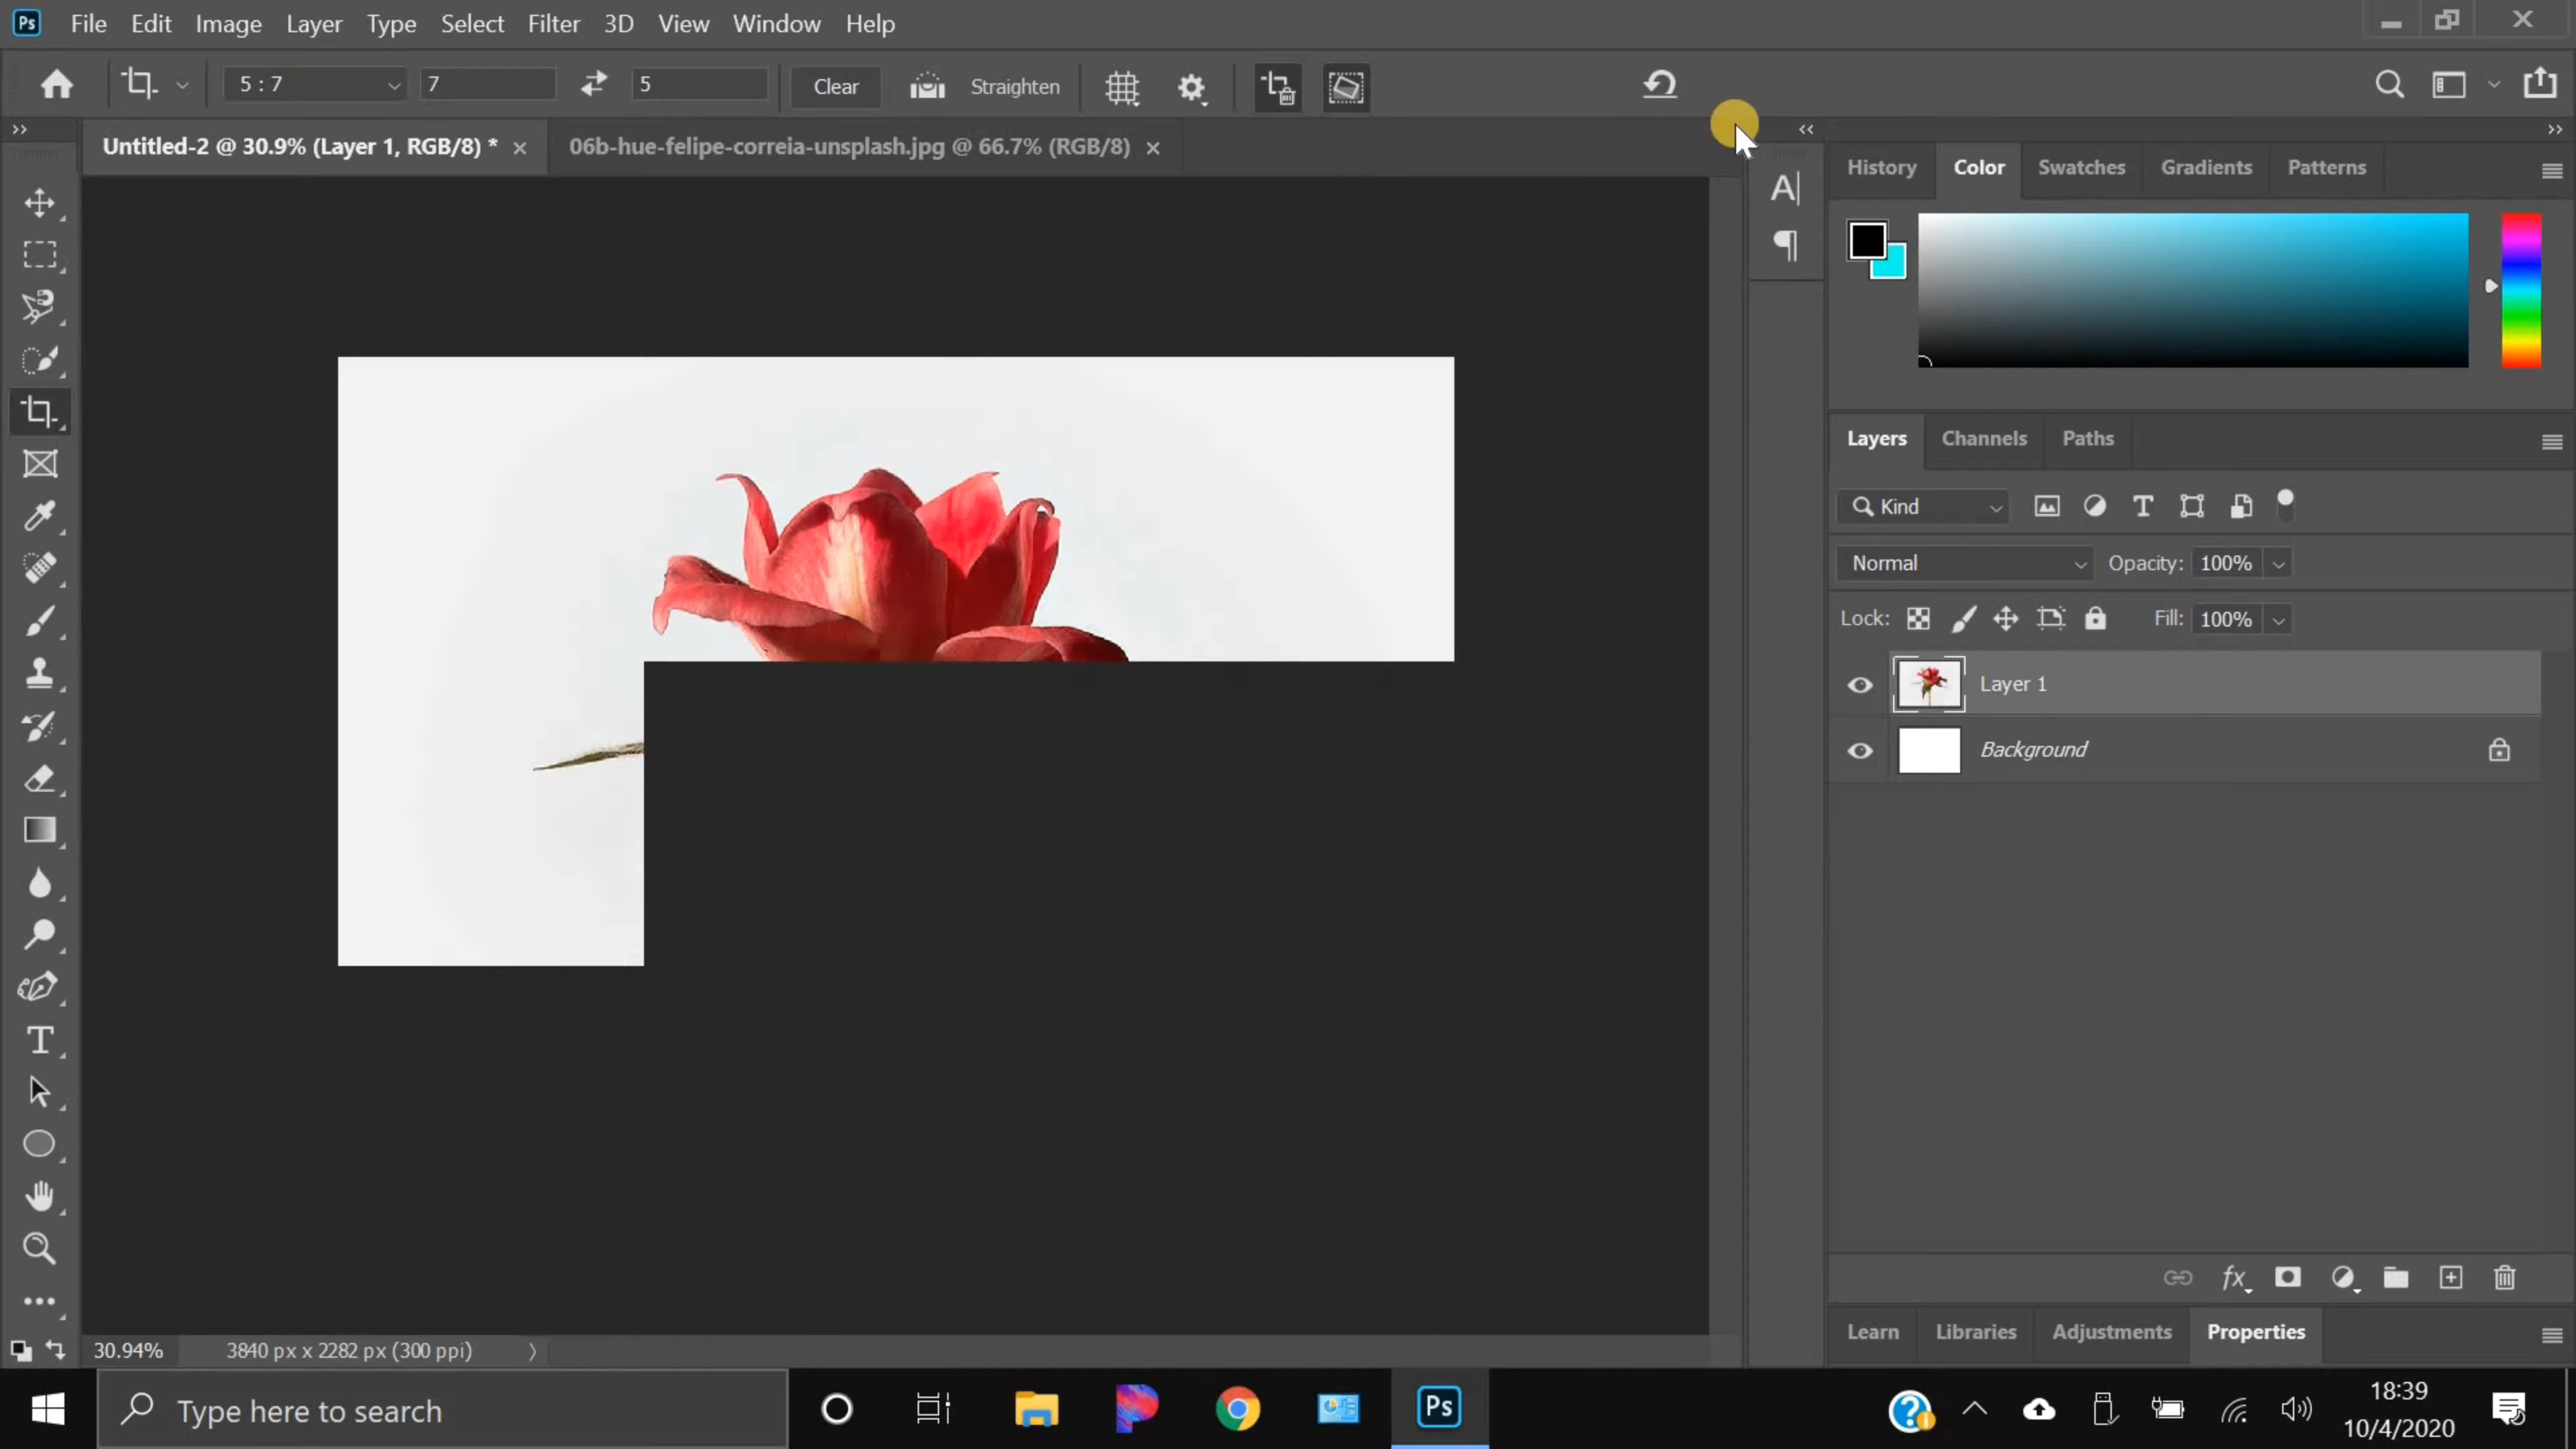 Ps File Edit Image Layer Type Select Filter 3D View Window Help
5 : 7 7 5 Clear Straighten
Untitled-2 @ 30.9% (Layer 1, RGB/8) * × 06b-hue-felipe-correia-unsplash.jpg @ 66.7% (RGB/8) ×
History Color Swatches Gradients Patterns
Layers Channels Paths
Kind
Normal Opacity: 100%
Lock: Fill: 100%
Layer 1
Background
fx
Learn Libraries Adjustments Properties
30.94% 3840 px x 2282 px (300 ppi)
Type here to search
Ps
18:39
10/4/2020